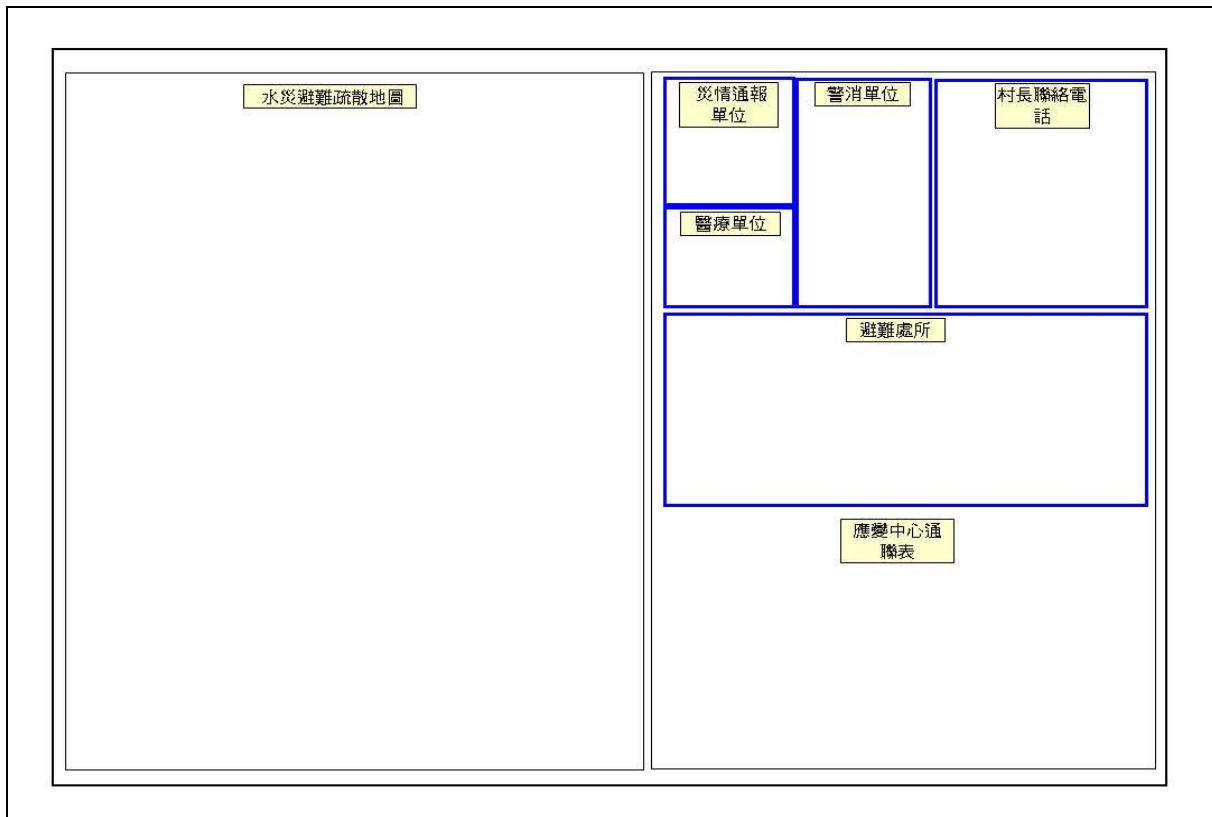 水災避難疏散地圖
災情通報
單位
警消單位
村長聯絡電
話
醫療單位
避難處所
應變中心通
聯表